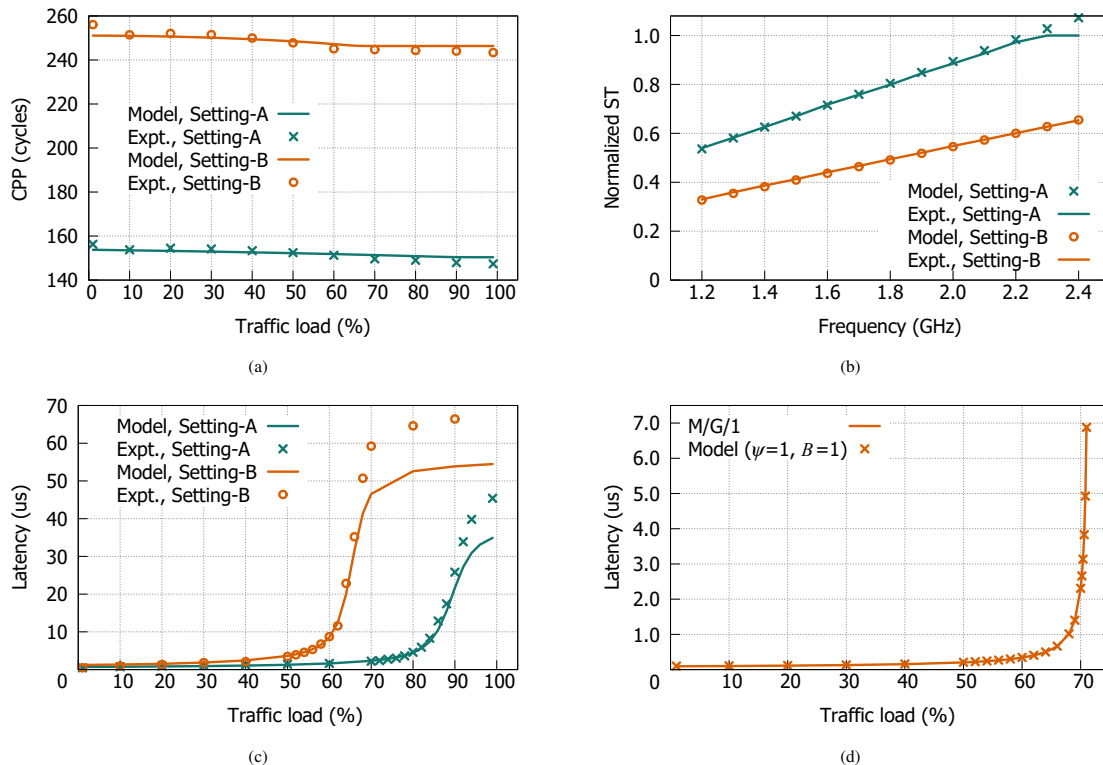 260
240
220
200
180
160
140
CPP (cycles)
Model, Setting-A
Expt., Setting-A
Model, Setting-B
Expt., Setting-B
0 10 20 30 40 50 60 70 80 90 100
Traffic load (%)
(a)
1.0
0.8
0.6
0.4
0.2
0
Normalized ST
Model, Setting-A
Expt., Setting-A
Model, Setting-B
Expt., Setting-B
1.2 1.4 1.6 1.8 2.0 2.2 2.4
Frequency (GHz)
(b)
70
60
50
40
30
20
10
0
Latency (us)
Model, Setting-A
Expt., Setting-A
Model, Setting-B
Expt., Setting-B
10 20 30 40 50 60 70 80 90 100
Traffic load (%)
(c)
7.0
6.0
5.0
4.0
3.0
2.0
1.0
0
Latency (us)
M/G/1
Model (ψ=1, B=1)
10 20 30 40 50 60 70
Traffic load (%)
(d)